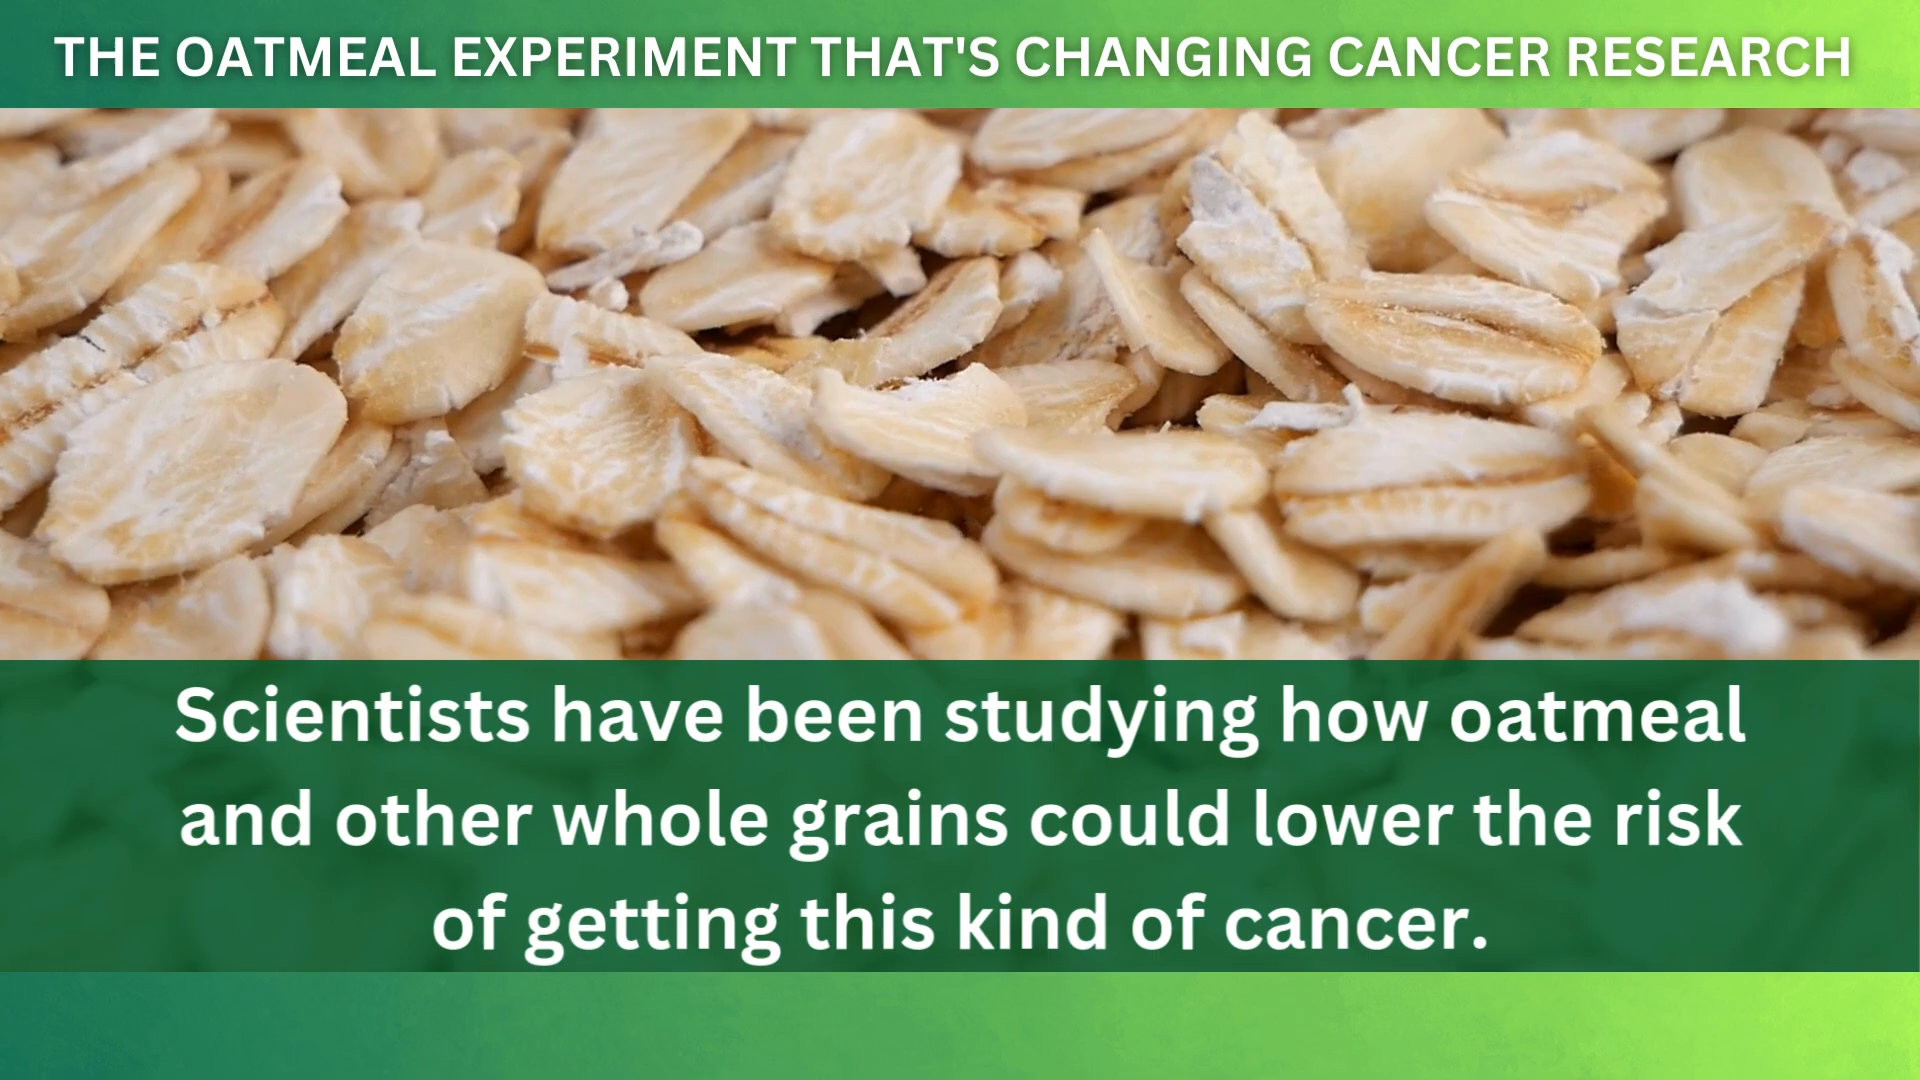 THE OATMEAL EXPERIMENT THAT'S CHANGING CANCER RESEARCH
Scientists have been studying how oatmeal
and other whole grains could lower the risk
of getting this kind of cancer.